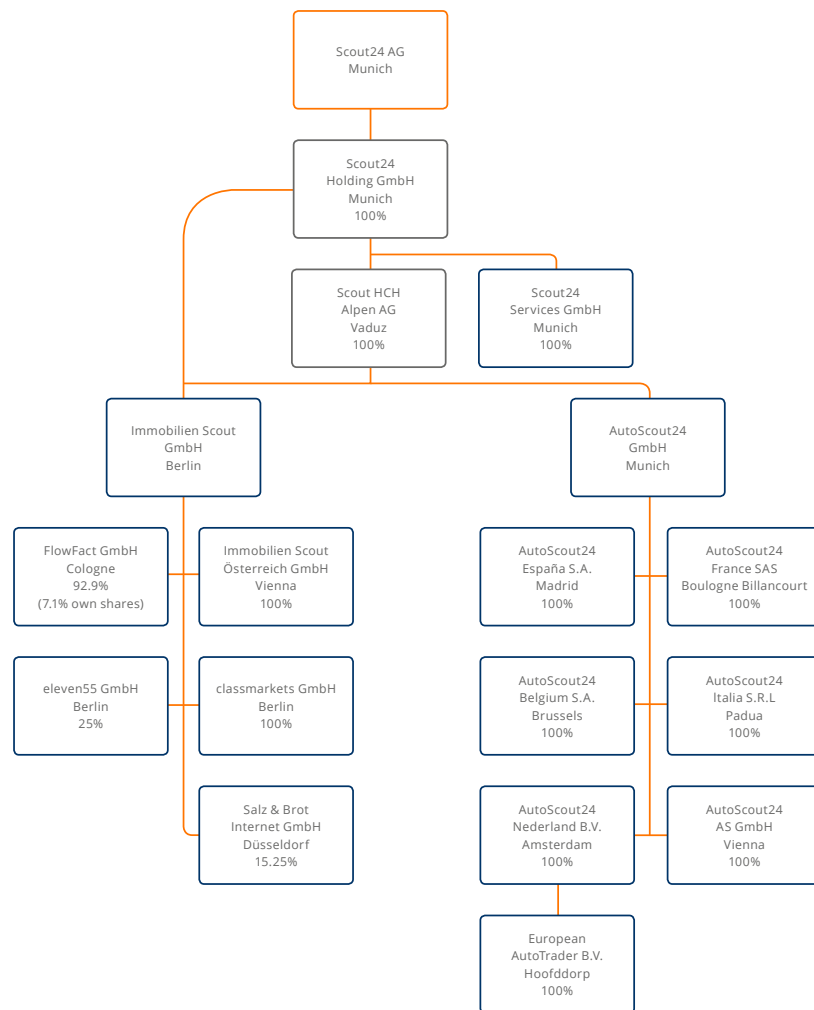 Scout24 AG
Munich
Scout24
Holding GmbH
Munich
100%
Scout HCH
Alpen AG
Vaduz
100%
Scout24
Services GmbH
Munich
100%
Immobilien Scout
GmbH
Berlin
AutoScout24
GmbH
Munich
FlowFact GmbH
Cologne
92.9%
(7.1% own shares)
Immobilien Scout
Österreich GmbH
Vienna
100%
AutoScout24
España S.A.
Madrid
100%
AutoScout24
France SAS
Boulogne Billancourt
100%
eleven55 GmbH
Berlin
25%
classmarkets GmbH
Berlin
100%
AutoScout24
Belgium S.A.
Brussels
100%
AutoScout24
Italia S.R.L
Padua
100%
Salz & Brot
Internet GmbH
Düsseldorf
15.25%
AutoScout24
Nederland B.V.
Amsterdam
100%
AutoScout24
AS GmbH
Vienna
100%
European
AutoTrader B.V.
Hoofddorp
100%